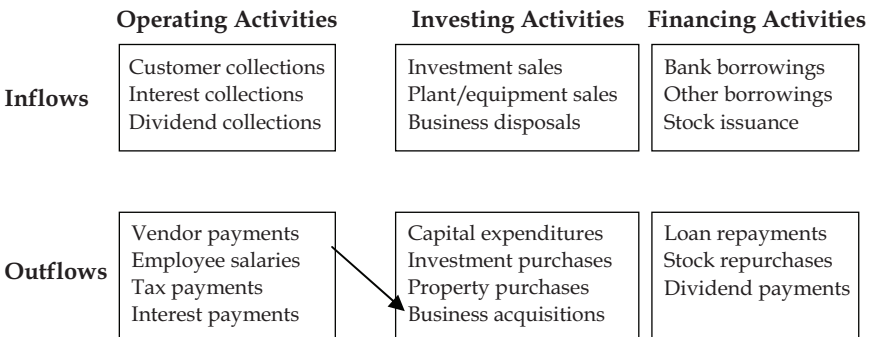 Operating Activities Investing Activities Financing Activities
Inflows
Customer collections
Interest collections
Dividend collections
Investment sales
Plant/equipment sales
Business disposals
Bank borrowings
Other borrowings
Stock issuance
Outflows
Vendor payments
Employee salaries
Tax payments
Interest payments
Capital expenditures
Investment purchases
Property purchases
Business acquisitions
Loan repayments
Stock repurchases
Dividend payments